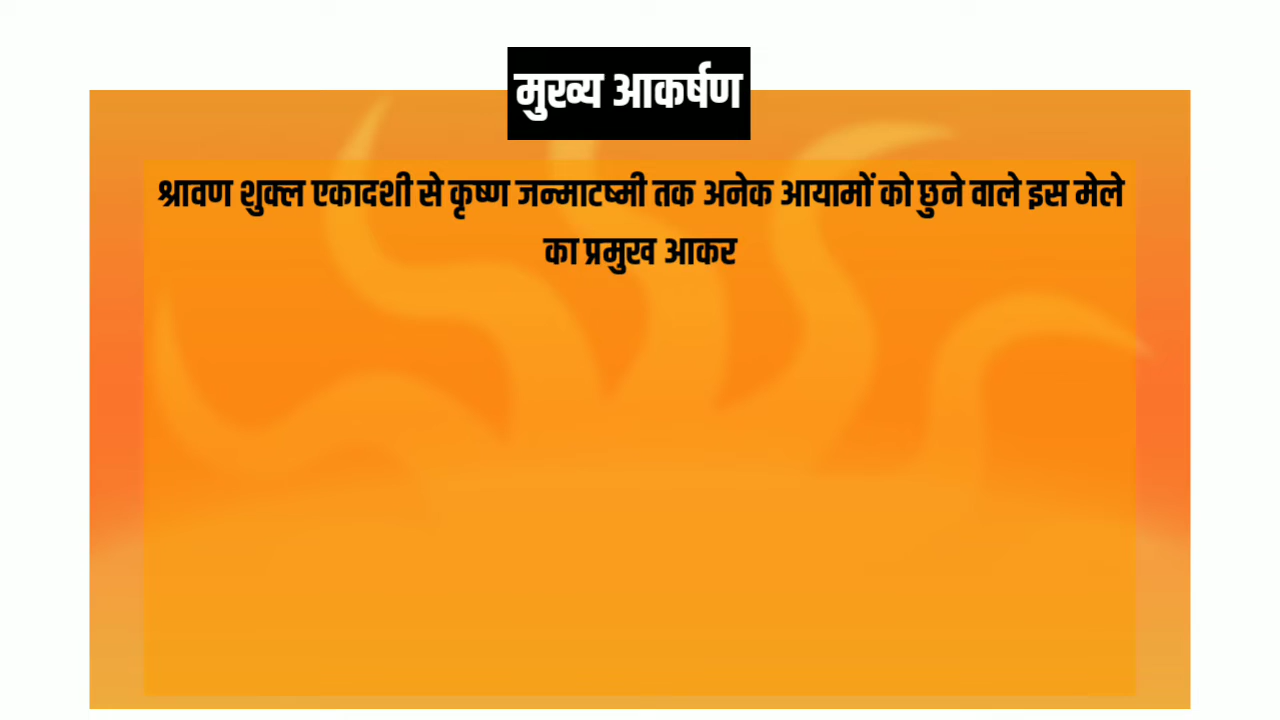 मुख्य आकर्षण
श्रावण शुक्ल एकादशी से कृष्ण जन्माटष्मी तक अनेक आयामों को छुने वाले इस मेले
का प्रमुख आकर